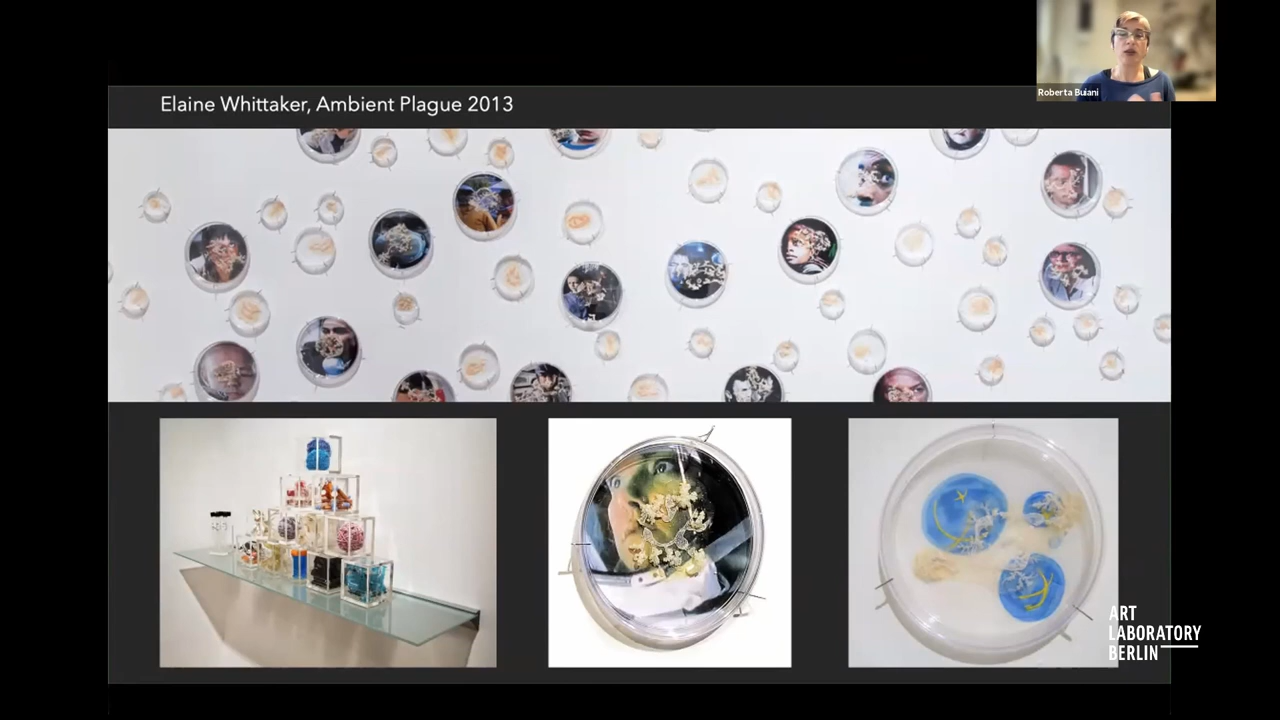 Elaine Whittaker, Ambient Plague 2013
Roberta Buiani
ART
LABORATORY
BERLIN